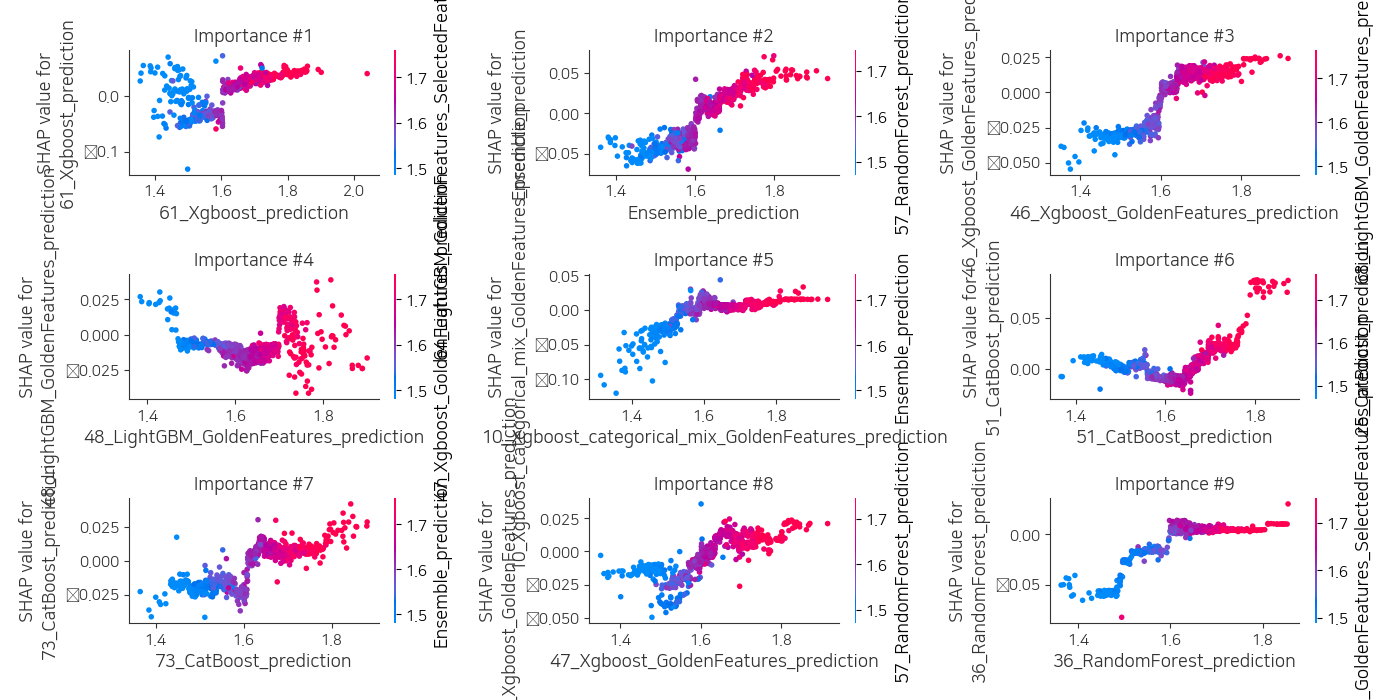 Importance #1
SHAP value for
61_Xgboost_prediction
0.0
0.1
1.4
1.6
1.8
2.0
61_Xgboost_prediction
1.7
1.6
1.5
Importance #2
SHAP value for
Ensemble_prediction
0.05
0.00
0.05
1.4
1.6
1.8
Ensemble_prediction
1.7
1.6
1.5
57_RandomForest_prediction
Importance #3
SHAP value for
46_Xgboost_GoldenFeatures_prediction
0.025
0.000
0.025
0.050
1.4
1.6
1.8
46_Xgboost_GoldenFeatures_prediction
1.7
1.6
1.5
Importance #4
SHAP value for
48_LightGBM_GoldenFeatures_prediction
0.025
0.000
0.025
1.4
1.6
1.8
48_LightGBM_GoldenFeatures_prediction
1.7
1.6
1.5
Importance #5
SHAP value for
10_Xgboost_categorical_mix_GoldenFeatures_prediction
0.05
0.00
0.05
0.10
1.4
1.6
1.8
10_Xgboost_categorical_mix_GoldenFeatures_prediction
1.7
1.6
1.5
Ensemble_prediction
Importance #6
SHAP value for
51_CatBoost_prediction
0.05
0.00
1.4
1.6
1.8
51_CatBoost_prediction
1.7
1.6
1.5
Importance #7
SHAP value for
73_CatBoost_prediction
0.025
0.000
0.025
1.4
1.6
1.8
73_CatBoost_prediction
1.7
1.6
1.5
Ensemble_prediction
Importance #8
SHAP value for
47_Xgboost_GoldenFeatures_prediction
0.025
0.000
0.025
0.050
1.4
1.6
1.8
47_Xgboost_GoldenFeatures_prediction
1.7
1.6
1.5
57_RandomForest_prediction
Importance #9
SHAP value for
36_RandomForest_prediction
0.00
0.05
1.4
1.6
1.8
36_RandomForest_prediction
1.7
1.6
1.5